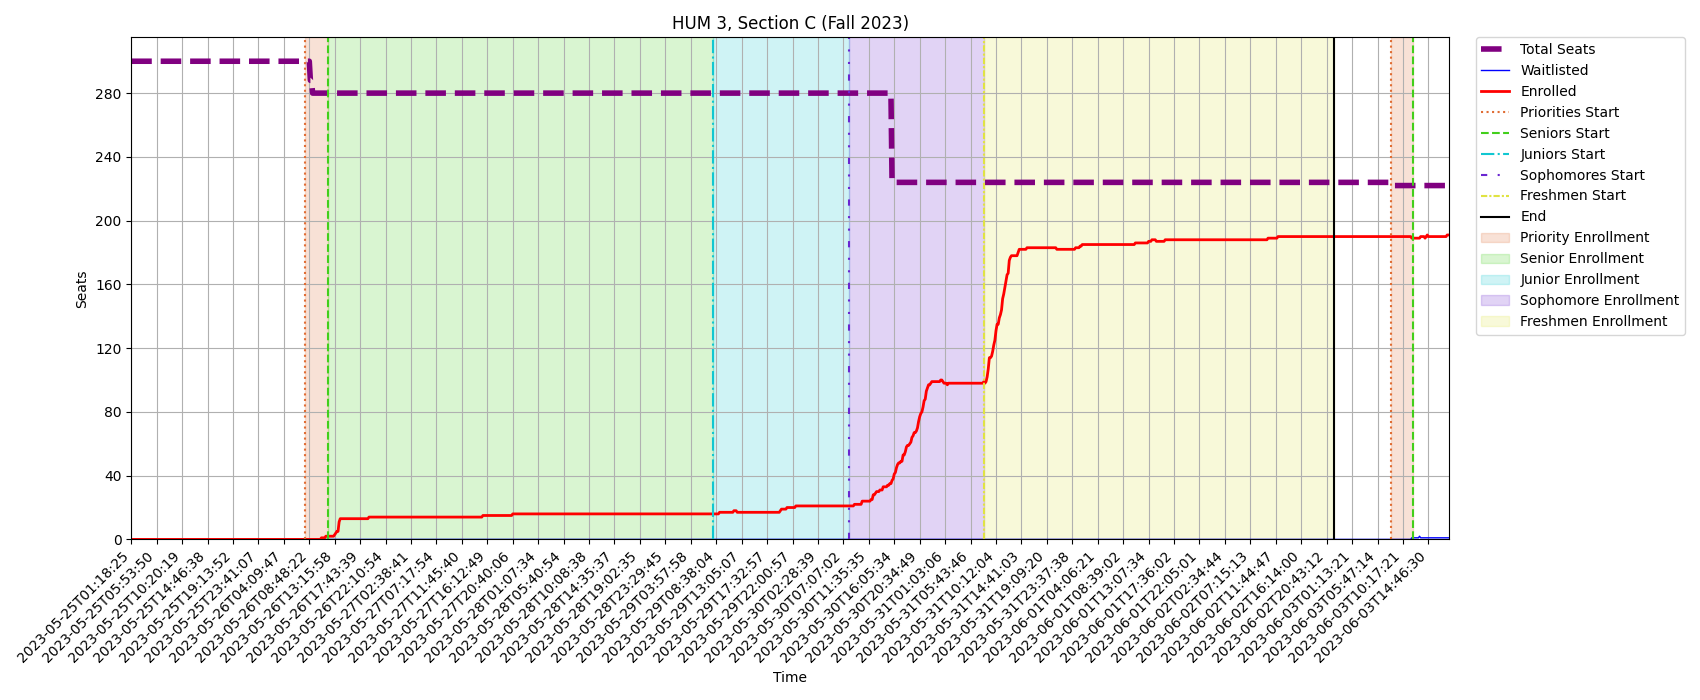 HUM 3, Section C (Fall 2023)
Seats
280
240
200
160
120
80
40
0
2023-05-25T01:18:25
2023-05-25T05:53:50
2023-05-25T10:20:19
2023-05-25T14:46:38
2023-05-25T19:13:52
2023-05-25T23:41:07
2023-05-26T04:09:47
2023-05-26T08:48:22
2023-05-26T13:15:58
2023-05-26T17:43:39
2023-05-26T22:10:54
2023-05-27T02:38:41
2023-05-27T07:17:54
2023-05-27T11:45:40
2023-05-27T16:12:49
2023-05-27T20:40:06
2023-05-28T01:07:34
2023-05-28T05:40:54
2023-05-28T10:08:38
2023-05-28T14:35:37
2023-05-28T19:02:35
2023-05-28T23:29:45
2023-05-29T03:57:58
2023-05-29T08:38:04
2023-05-29T13:05:07
2023-05-29T17:32:57
2023-05-29T22:00:57
2023-05-30T02:28:39
2023-05-30T07:07:02
2023-05-30T11:35:35
2023-05-30T16:05:34
2023-05-30T20:34:49
2023-05-31T01:03:06
2023-05-31T05:43:46
2023-05-31T10:12:04
2023-05-31T14:41:03
2023-05-31T19:09:20
2023-05-31T23:37:38
2023-06-01T04:06:21
2023-06-01T08:39:02
2023-06-01T13:07:34
2023-06-01T17:36:02
2023-06-01T22:05:01
2023-06-02T02:34:44
2023-06-02T07:15:13
2023-06-02T11:44:47
2023-06-02T16:14:00
2023-06-02T20:43:12
2023-06-03T01:13:21
2023-06-03T05:47:14
2023-06-03T10:17:21
2023-06-03T14:46:30
Time
Total Seats
Waitlisted
Enrolled
Priorities Start
Seniors Start
Juniors Start
Sophomores Start
Freshmen Start
End
Priority Enrollment
Senior Enrollment
Junior Enrollment
Sophomore Enrollment
Freshmen Enrollment